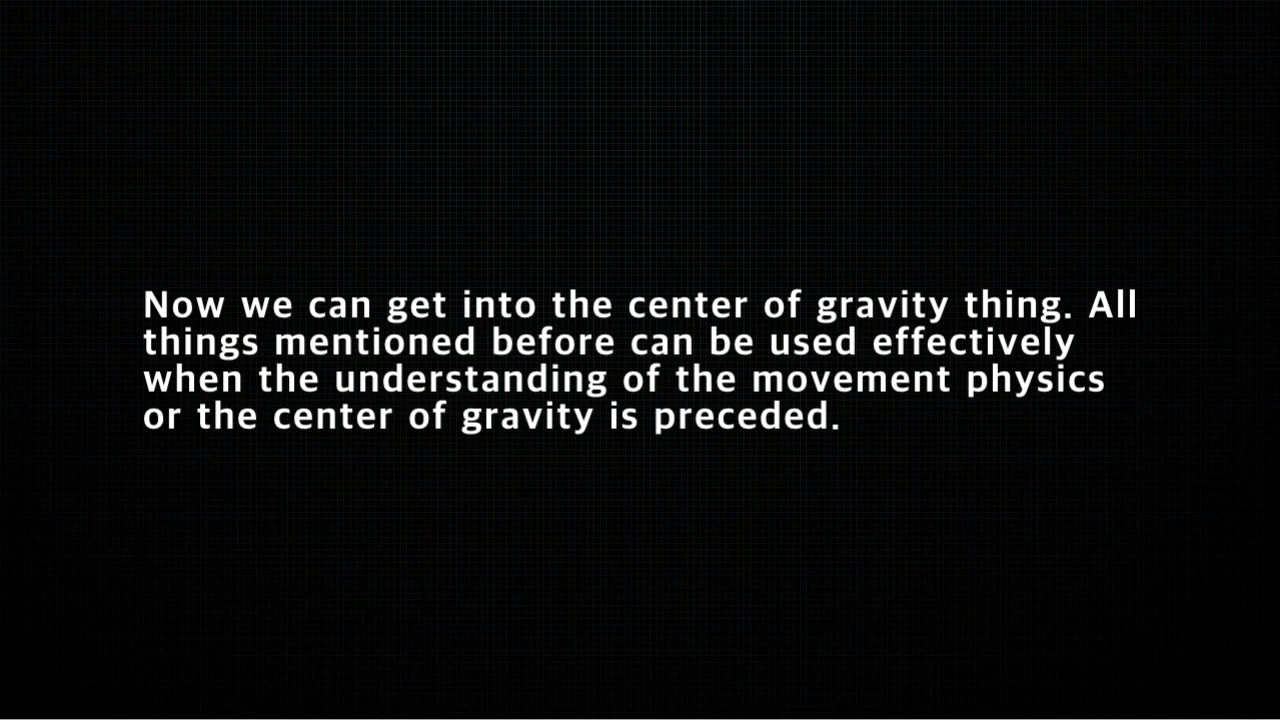 Now we can get into the center of gravity thing. All
things mentioned before can be used effectively
when the understanding of the movement physics
or the center of gravity is preceded.